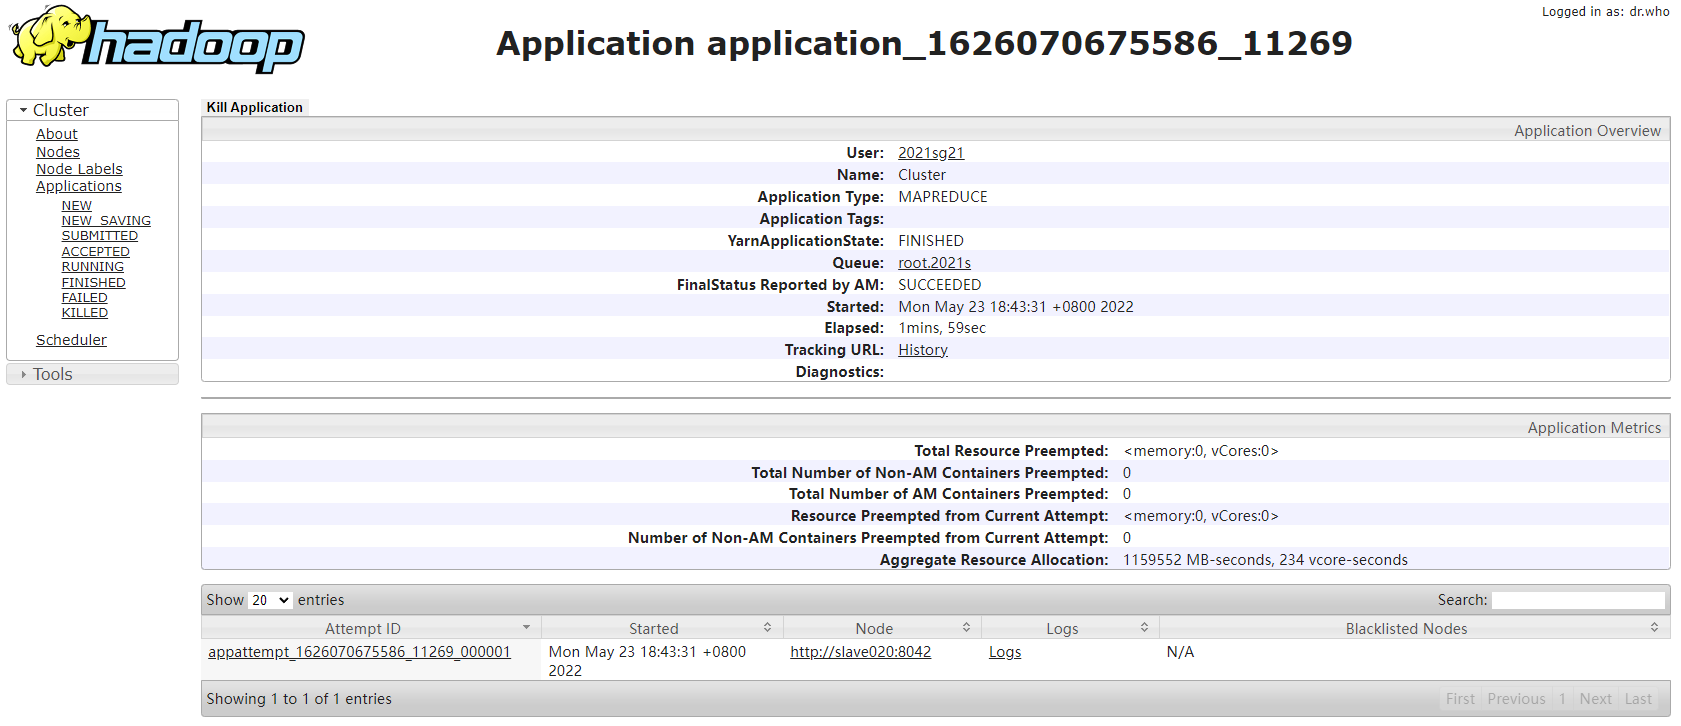 Logged in as: dr.who
hadoop
Application application_1626070675586_11269
Cluster
About
Nodes
Node Labels
Applications
NEW
NEW_SAVING
SUBMITTED
ACCEPTED
RUNNING
FINISHED
FAILED
KILLED
Scheduler
Tools
Kill Application
Application Overview
User: 2021sg21
Name: Cluster
Application Type: MAPREDUCE
Application Tags:
YarnApplicationState: FINISHED
Queue: root.2021s
FinalStatus Reported by AM: SUCCEEDED
Started: Mon May 23 18:43:31 +0800 2022
Elapsed: 1mins, 59sec
Tracking URL: History
Diagnostics:
Application Metrics
Total Resource Preempted: <memory:0, vCores:0>
Total Number of Non-AM Containers Preempted: 0
Total Number of AM Containers Preempted: 0
Resource Preempted from Current Attempt: <memory:0, vCores:0>
Number of Non-AM Containers Preempted from Current Attempt: 0
Aggregate Resource Allocation: 1159552 MB-seconds, 234 vcore-seconds
Show 20 entries Search:
Attempt ID Started Node Logs Blacklisted Nodes
appattempt_1626070675586_11269_000001 Mon May 23 18:43:31 +0800 http://slave020:8042 Logs N/A
2022
Showing 1 to 1 of 1 entries First Previous 1 Next Last